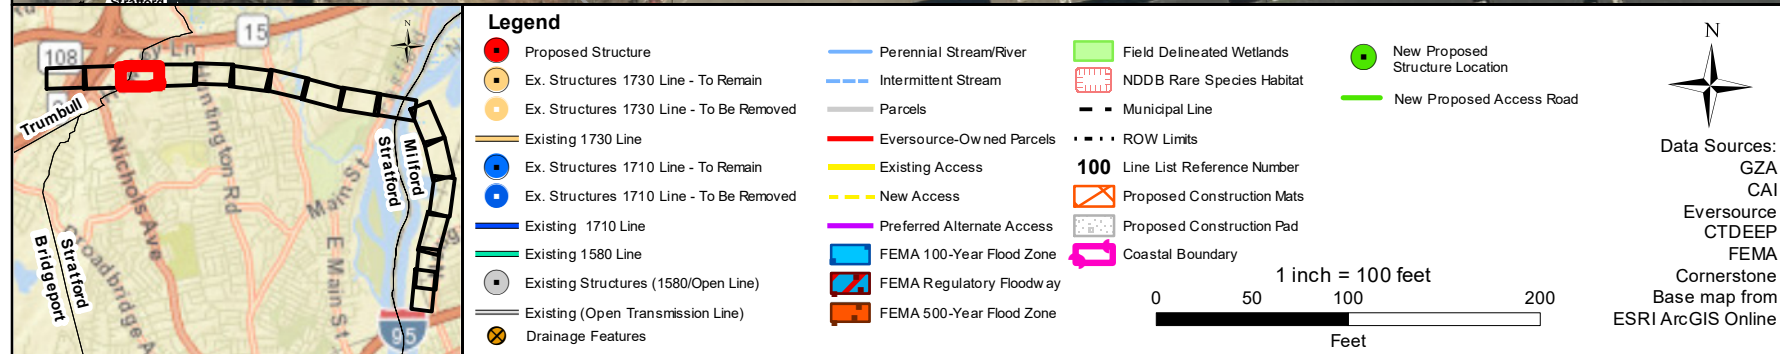 Stratford
108
15
N
Trumbull
Nichols Ave
Huntington Rd
Main St
Milford
Stratford
E Main St
Stratford
Bridgeport
95
Legend
Proposed Structure
Ex. Structures 1730 Line - To Remain
Ex. Structures 1730 Line - To Be Removed
Existing 1730 Line
Ex. Structures 1710 Line - To Remain
Ex. Structures 1710 Line - To Be Removed
Existing 1710 Line
Existing 1580 Line
Existing Structures (1580/Open Line)
Existing (Open Transmission Line)
Drainage Features
Perennial Stream/River
Intermittent Stream
Parcels
Eversource-Owned Parcels
Existing Access
New Access
Preferred Alternate Access
FEMA 100-Year Flood Zone
FEMA Regulatory Floodway
FEMA 500-Year Flood Zone
Field Delineated Wetlands
NDDB Rare Species Habitat
Municipal Line
ROW Limits
100 Line List Reference Number
Proposed Construction Mats
Proposed Construction Pad
Coastal Boundary
New Proposed
Structure Location
New Proposed Access Road
1 inch = 100 feet
0 50 100 200
Feet
N
Data Sources:
GZA
CAI
Eversource
CTDEEP
FEMA
Cornerstone
Base map from
ESRI ArcGIS Online